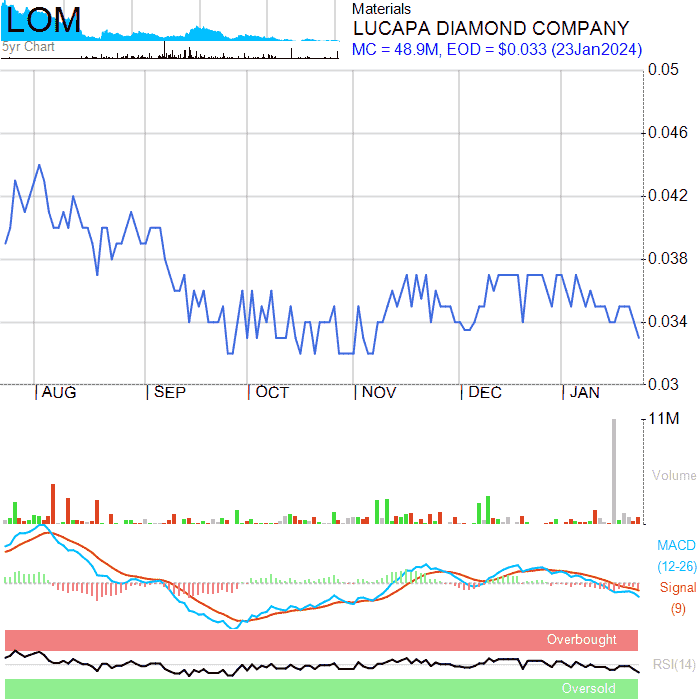 LOM
5yr Chart
Materials
LUCAPA DIAMOND COMPANY
MC = 48.9M, EOD = $0.033 (23Jan2024)
0.05
0.046
0.042
0.038
0.034
0.03
AUG SEP OCT NOV DEC JAN
11M
Volume
MACD
(12-26)
Signal
(9)
Overbought
RSI(14)
Oversold